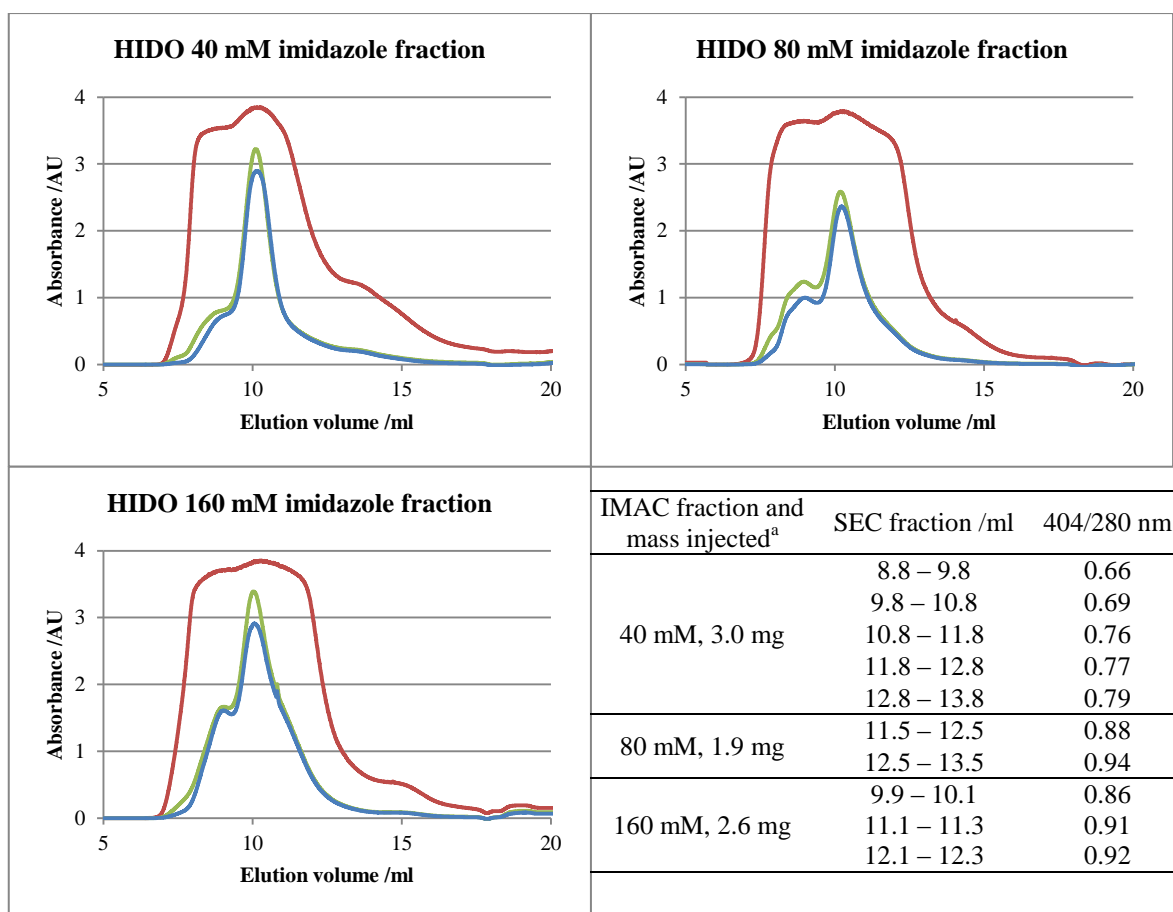 HIDO 40 mM imidazole fraction
4
3
2
1
0
Absorbance /AU
5 10 15 20
Elution volume /ml
HIDO 80 mM imidazole fraction
4
3
2
1
0
Absorbance /AU
5 10 15 20
Elution volume /ml
HIDO 160 mM imidazole fraction
4
3
2
1
0
Absorbance /AU
5 10 15 20
Elution volume /ml
IMAC fraction and mass injectedᵃ SEC fraction /ml 404/280 nm
40 mM, 3.0 mg
8.8 – 9.8 0.66
9.8 – 10.8 0.69
10.8 – 11.8 0.76
11.8 – 12.8 0.77
12.8 – 13.8 0.79
80 mM, 1.9 mg
11.5 – 12.5 0.88
12.5 – 13.5 0.94
160 mM, 2.6 mg
9.9 – 10.1 0.86
11.1 – 11.3 0.91
12.1 – 12.3 0.92